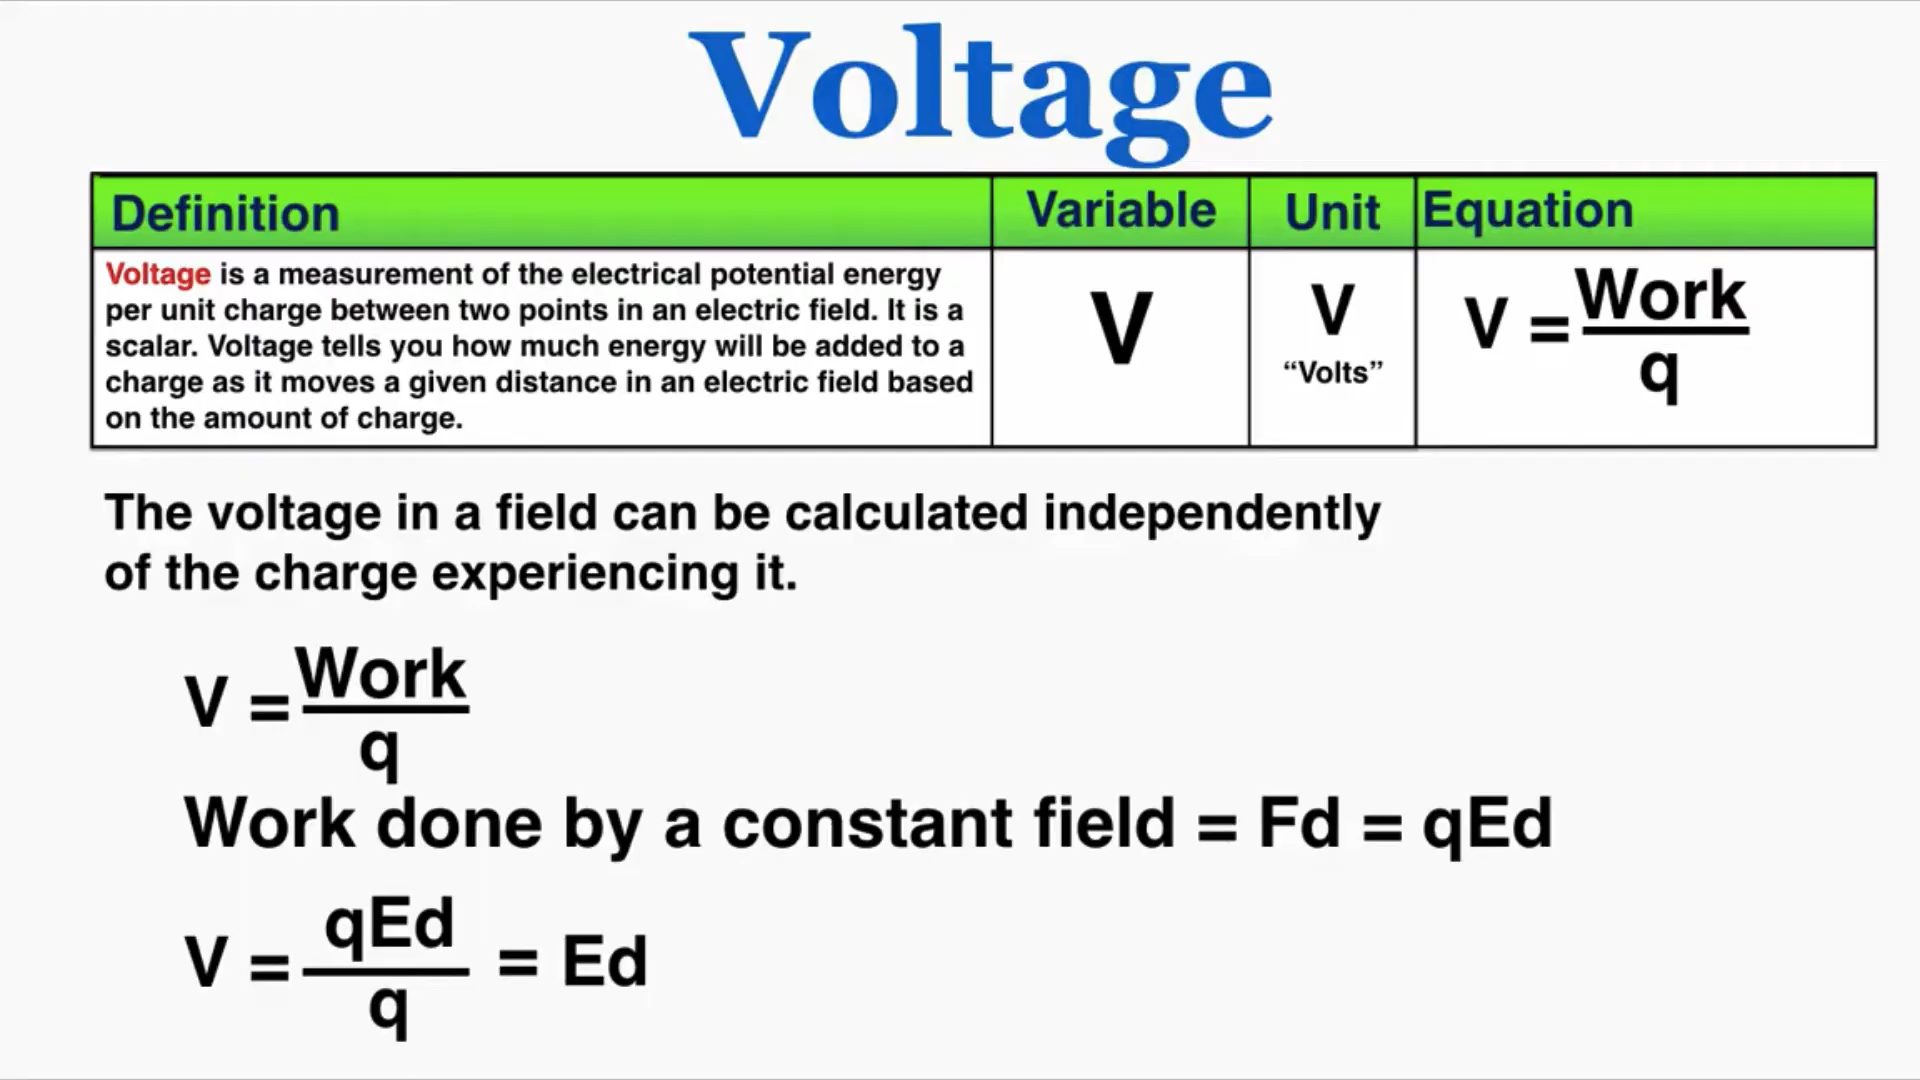 Voltage
Definition Variable Unit Equation
Voltage is a measurement of the electrical potential energy
per unit charge between two points in an electric field. It is a
scalar. Voltage tells you how much energy will be added to a
charge as it moves a given distance in an electric field based
on the amount of charge.
V
V
“Volts”
V = Work
q
The voltage in a field can be calculated independently
of the charge experiencing it.
V = Work
q
Work done by a constant field = Fd = qEd
V = qEd = Ed
q